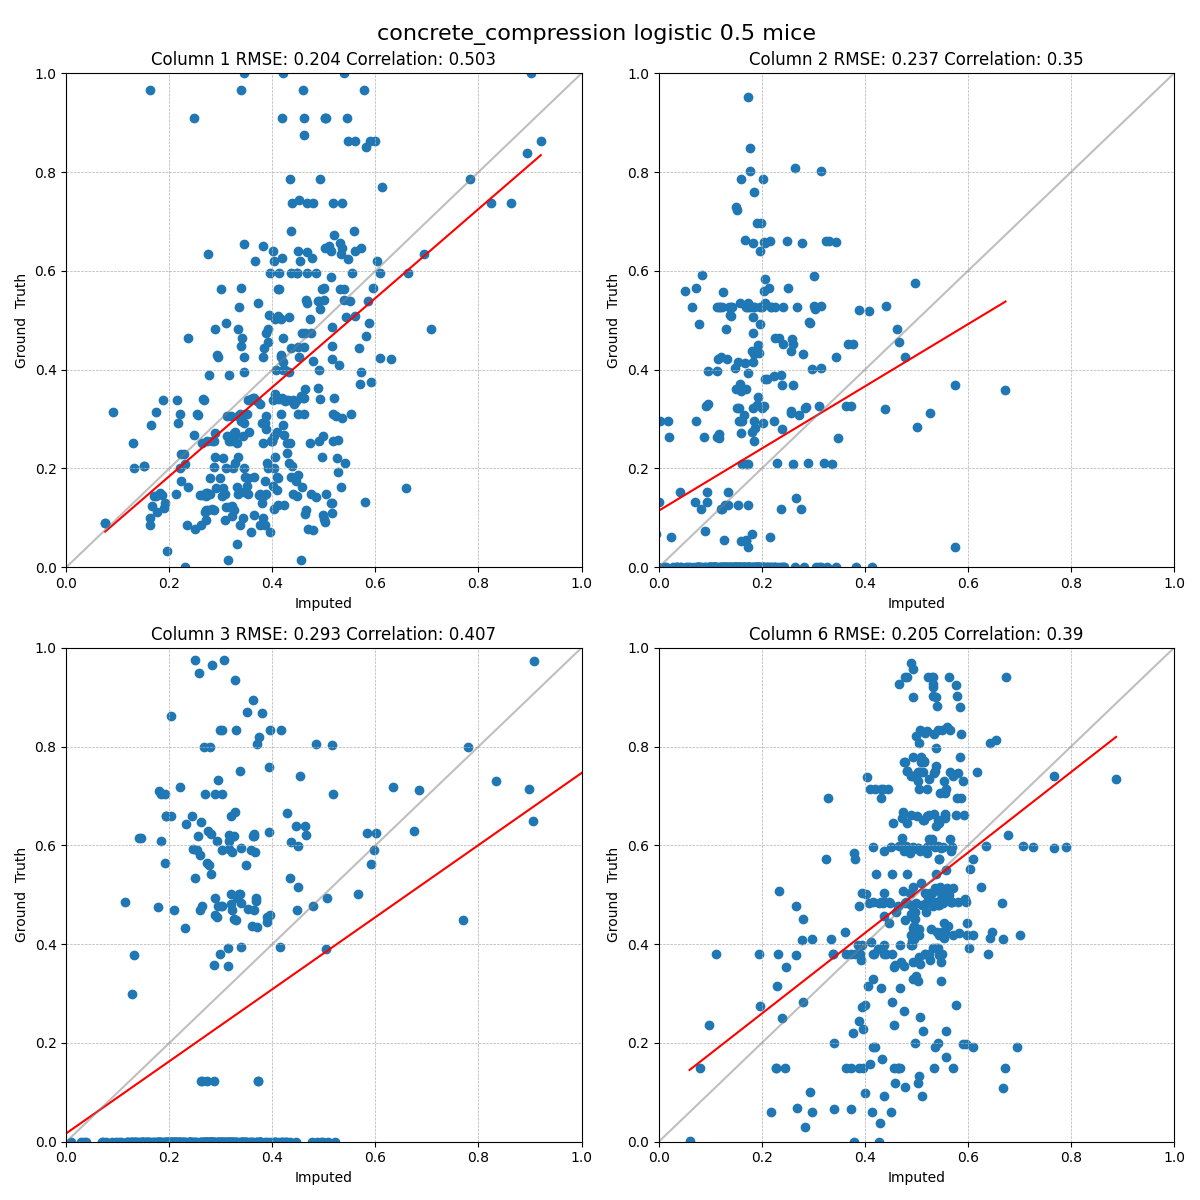 concrete_compression logistic 0.5 mice
Column 1 RMSE: 0.204 Correlation: 0.503
1.0
0.8
0.6
0.4
0.2
0.0
Ground Truth
0.0 0.2 0.4 0.6 0.8 1.0
Imputed
Column 2 RMSE: 0.237 Correlation: 0.35
1.0
0.8
0.6
0.4
0.2
0.0
Ground Truth
0.0 0.2 0.4 0.6 0.8 1.0
Imputed
Column 3 RMSE: 0.293 Correlation: 0.407
1.0
0.8
0.6
0.4
0.2
0.0
Ground Truth
0.0 0.2 0.4 0.6 0.8 1.0
Imputed
Column 6 RMSE: 0.205 Correlation: 0.39
1.0
0.8
0.6
0.4
0.2
0.0
Ground Truth
0.0 0.2 0.4 0.6 0.8 1.0
Imputed